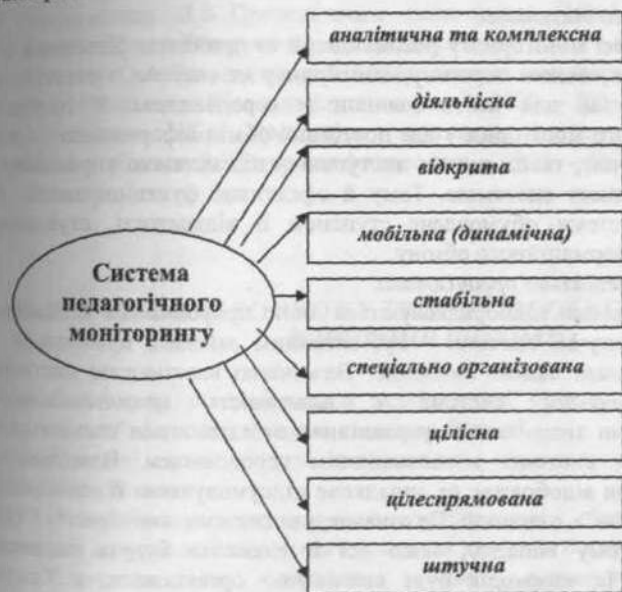 аналітична та комплексна
діяльнісна
відкрита
мобільна (динамічна)
стабільна
спеціально організована
цілісна
цілеспрямована
штучна
Система
педагогічного
моніторингу